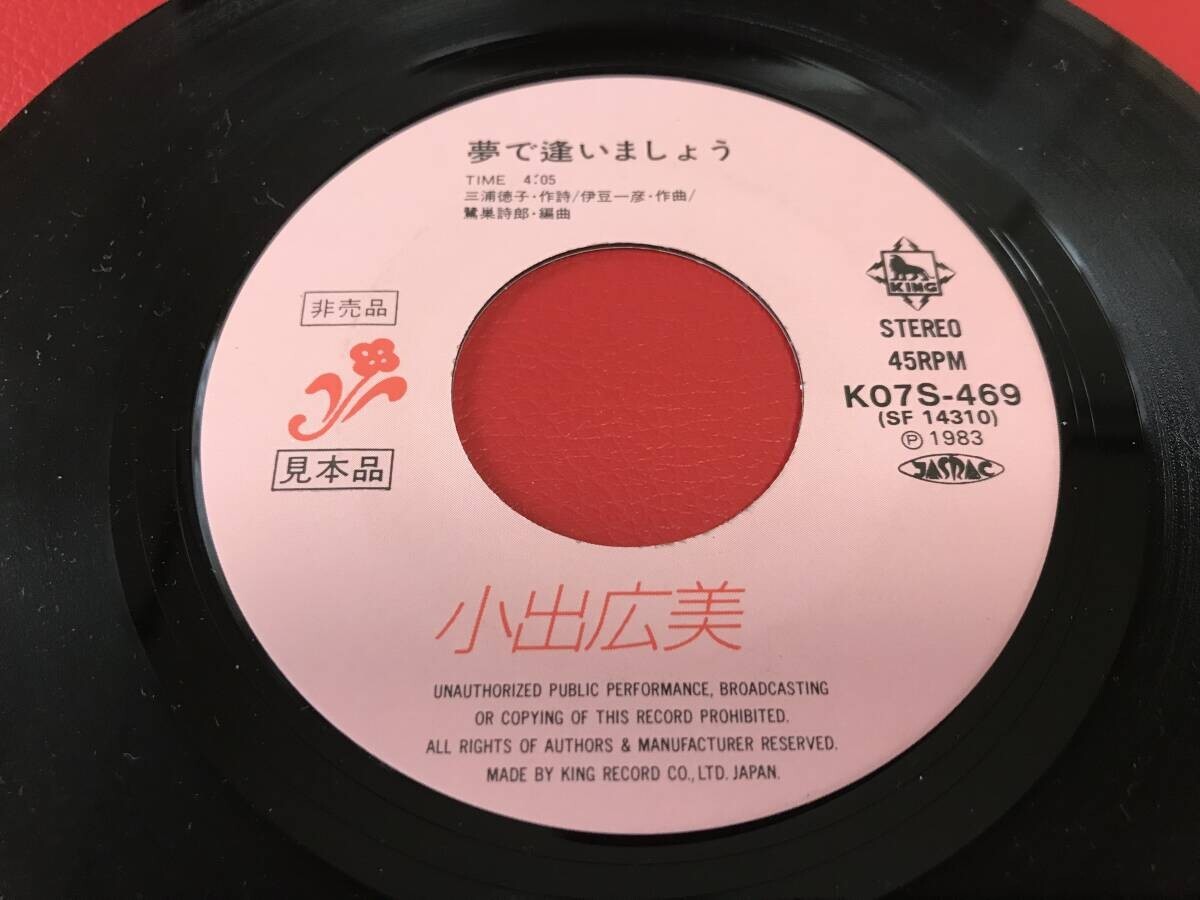 夢で逢いましょう
TIME 4:05
三浦徳子・作詩/伊豆一彦・作曲/
鷺巣詩郎・編曲
非売品
見本品
KING
STEREO
45RPM
K07S-469
(SF 14310)
Ⓟ 1983
JASRAC
小出広美
UNAUTHORIZED PUBLIC PERFORMANCE, BROADCASTING
OR COPYING OF THIS RECORD PROHIBITED.
ALL RIGHTS OF AUTHORS & MANUFACTURER RESERVED.
MADE BY KING RECORD CO., LTD. JAPAN.